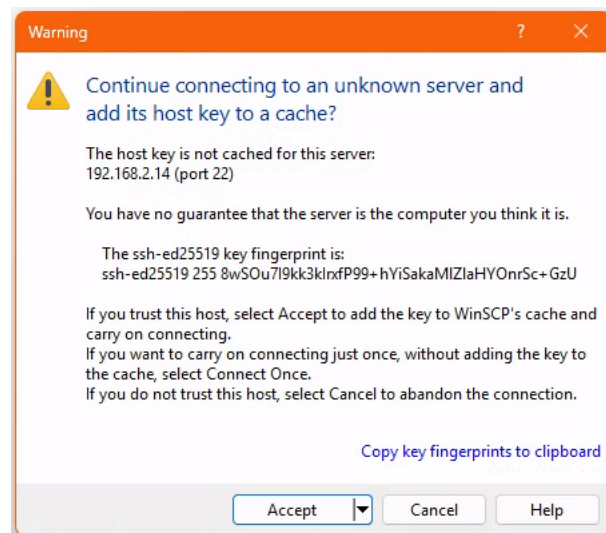 Warning
?
Continue connecting to an unknown server and
add its host key to a cache?
The host key is not cached for this server:
192.168.2.14 (port 22)
You have no guarantee that the server is the computer you think it is.
The ssh-ed25519 key fingerprint is:
ssh-ed25519 255
If you trust this host, select Accept to add the key to WinSCP's cache and
carry on connecting.
If you want to carry on connecting just once, without adding the key to
the cache, select Connect Once.
If you do not trust this host, select Cancel to abandon the connection.
Copy key fingerprints to clipboard
Accept
Cancel
Help